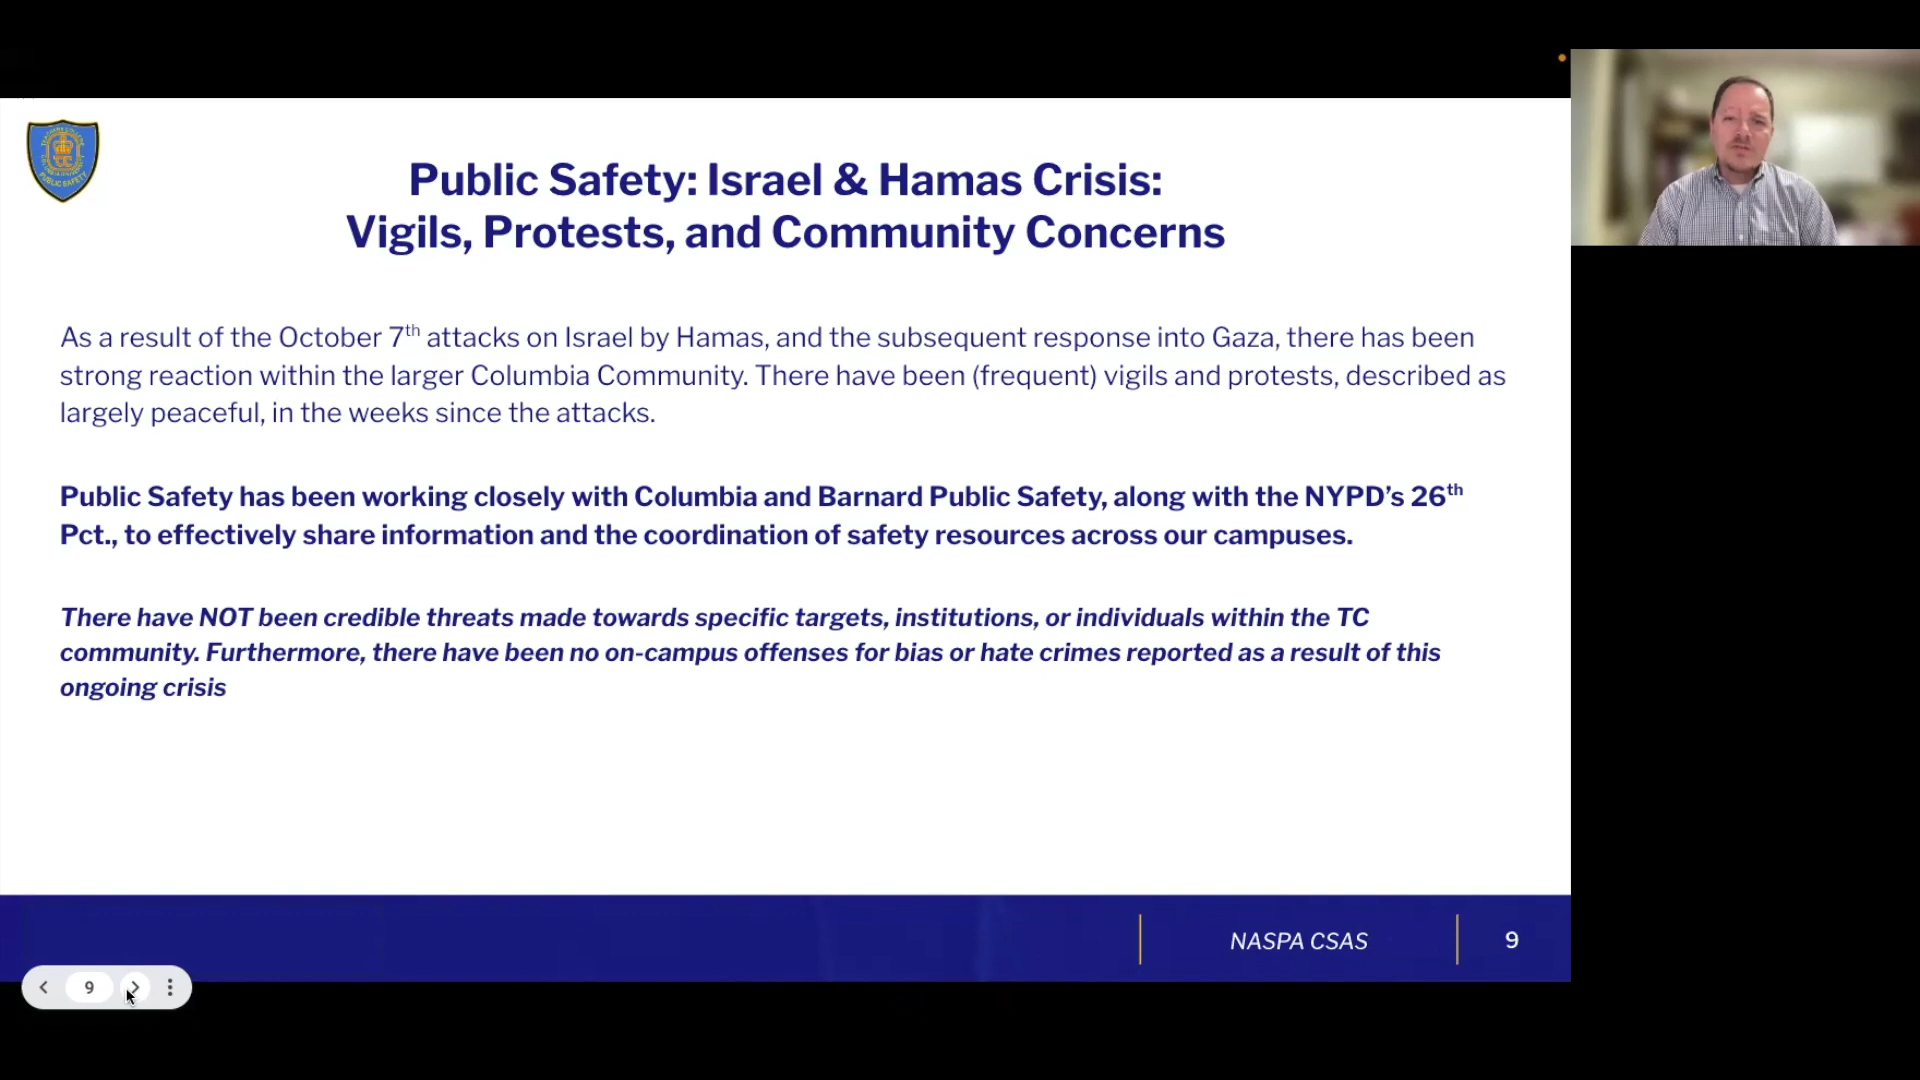 Public Safety: Israel & Hamas Crisis:
Vigils, Protests, and Community Concerns
As a result of the October 7th attacks on Israel by Hamas, and the subsequent response into Gaza, there has been
strong reaction within the larger Columbia Community. There have been (frequent) vigils and protests, described as
largely peaceful, in the weeks since the attacks.
Public Safety has been working closely with Columbia and Barnard Public Safety, along with the NYPD’s 26th
Pct., to effectively share information and the coordination of safety resources across our campuses.
There have NOT been credible threats made towards specific targets, institutions, or individuals within the TC
community. Furthermore, there have been no on-campus offenses for bias or hate crimes reported as a result of this
ongoing crisis
NASPA CSAS
9
9
PUBLIC SAFETY